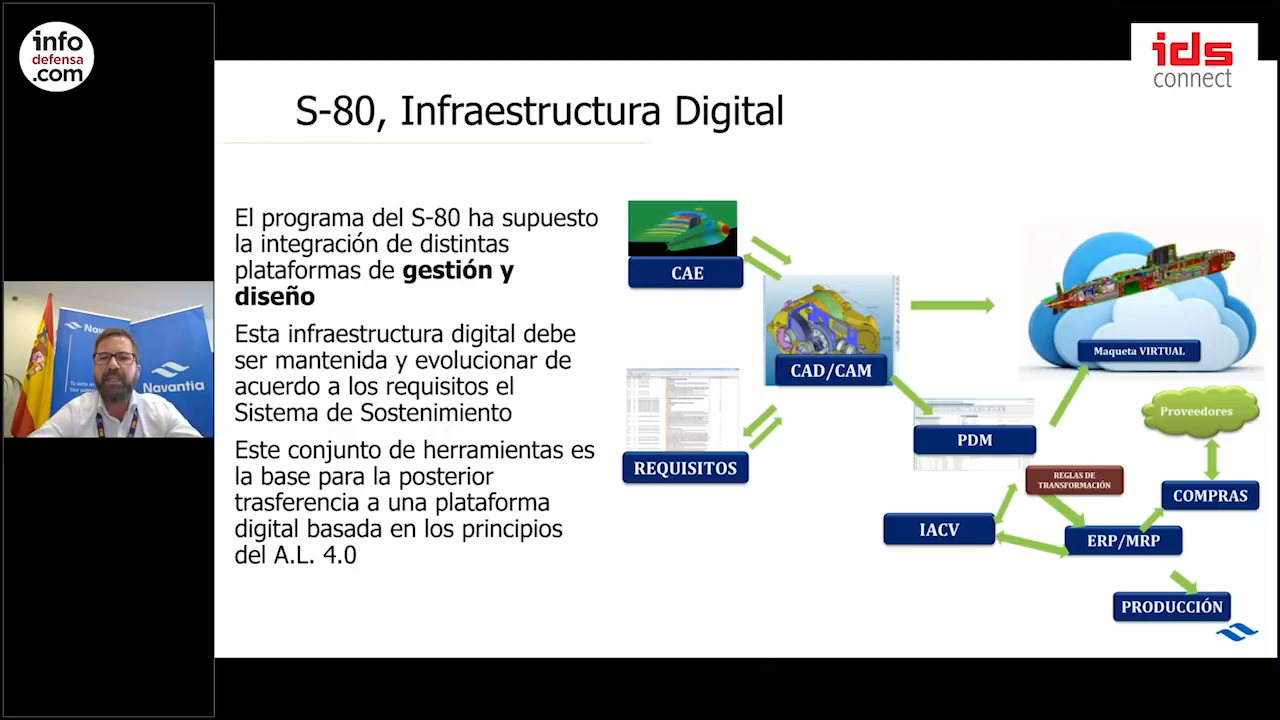 info
defensa
.com
ids
connect
S-80, Infraestructura Digital
El programa del S-80 ha supuesto
la integración de distintas
plataformas de gestión y
diseño
Esta infraestructura digital debe
ser mantenida y evolucionar de
acuerdo a los requisitos el
Sistema de Sostenimiento
Este conjunto de herramientas es
la base para la posterior
trasferencia a una plataforma
digital basada en los principios
del A.L. 4.0
CAE
CAD/CAM
REQUISITOS
Maqueta VIRTUAL
Proveedores
PDM
REGLAS DE
TRANSFORMACIÓN
COMPRAS
IACV
ERP/MRP
PRODUCCIÓN
Navantia